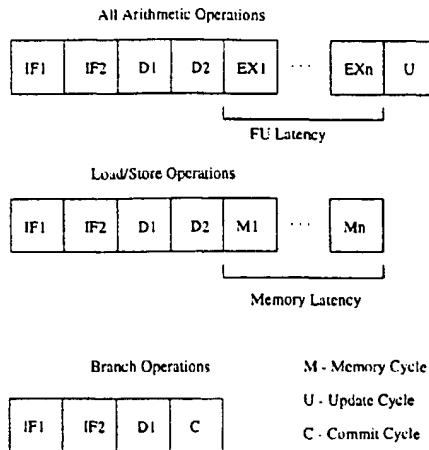 All Arithmetic Operations
IF1 IF2 D1 D2 EX1 ... EXn U
FU Latency
Load/Store Operations
IF1 IF2 D1 D2 M1 ... Mn
Memory Latency
Branch Operations
IF1 IF2 D1 C
M - Memory Cycle
U - Update Cycle
C - Commit Cycle